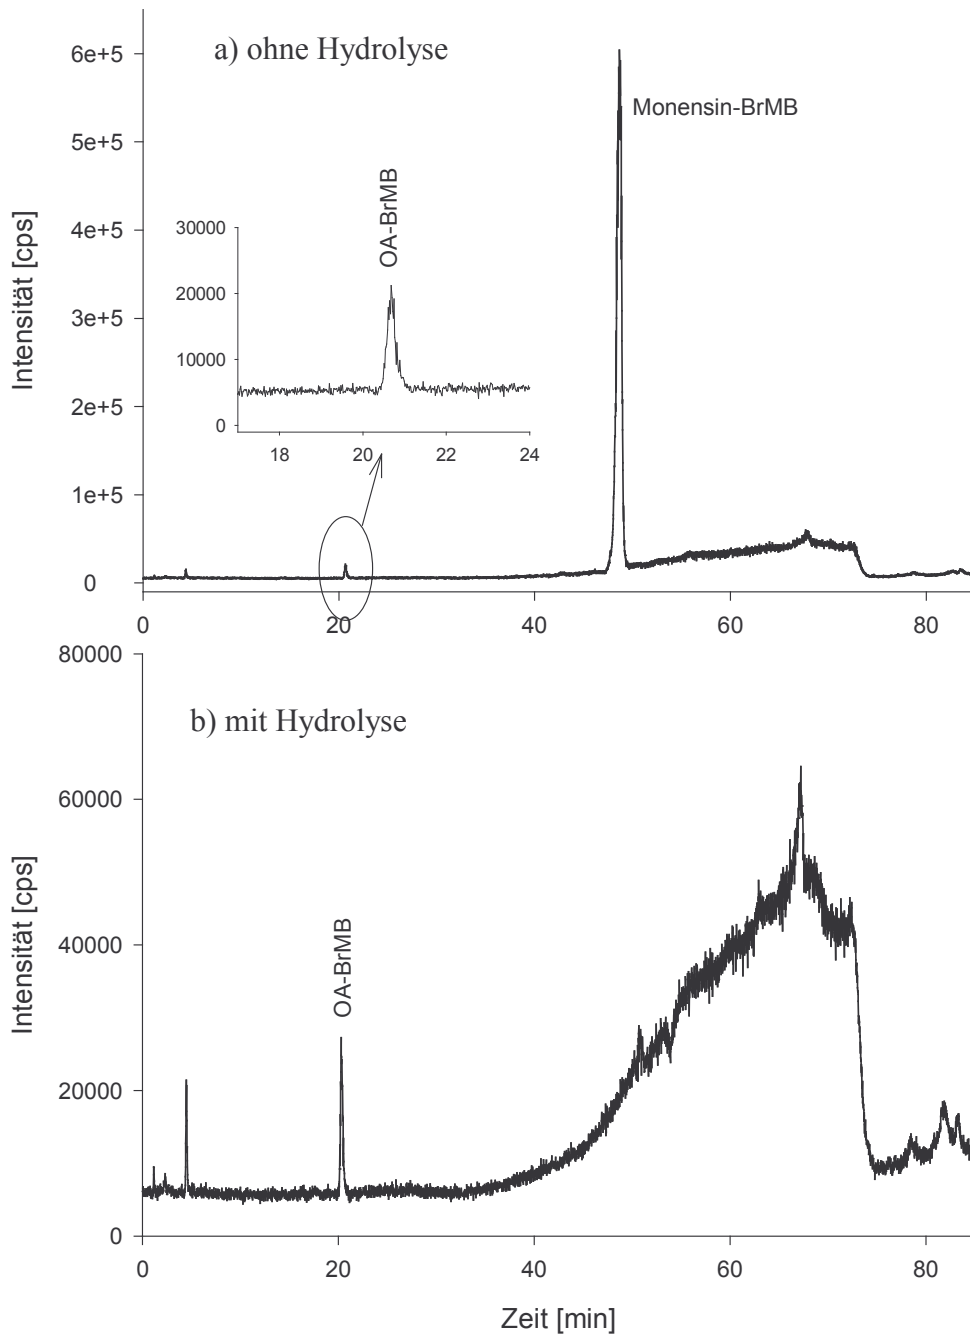 a) ohne Hydrolyse
Monensin-BrMB
OA-BrMB
Intensität [cps]
6e+5
5e+5
4e+5
3e+5
2e+5
1e+5
0
30000
20000
10000
0
18 20 22 24
0 20 40 60 80
b) mit Hydrolyse
OA-BrMB
Intensität [cps]
80000
60000
40000
20000
0
0 20 40 60 80
Zeit [min]